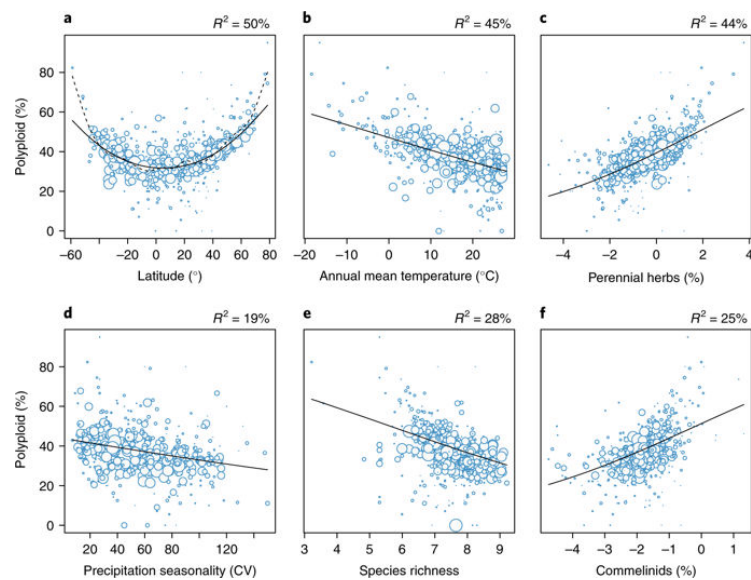 a R² = 50%
b R² = 45%
c R² = 44%
Polyploid (%)
80
60
40
20
0
−60 −40 −20 0 20 40 60 80
−20 −10 0 10 20
−4 −2 0 2 4
Latitude (°)
Annual mean temperature (°C)
Perennial herbs (%)
d R² = 19%
e R² = 28%
f R² = 25%
Polyploid (%)
80
60
40
20
0
20 40 60 80 100 120
3 4 5 6 7 8 9
−4 −3 −2 −1 0 1
Precipitation seasonality (CV)
Species richness
Commelinids (%)